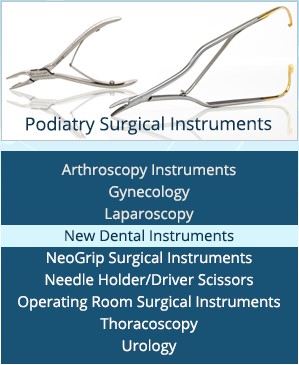 Podiatry Surgical Instruments
Arthroscopy Instruments
Gynecology
Laparoscopy
New Dental Instruments
NeoGrip Surgical Instruments
Needle Holder/Driver Scissors
Operating Room Surgical Instruments
Thoracoscopy
Urology